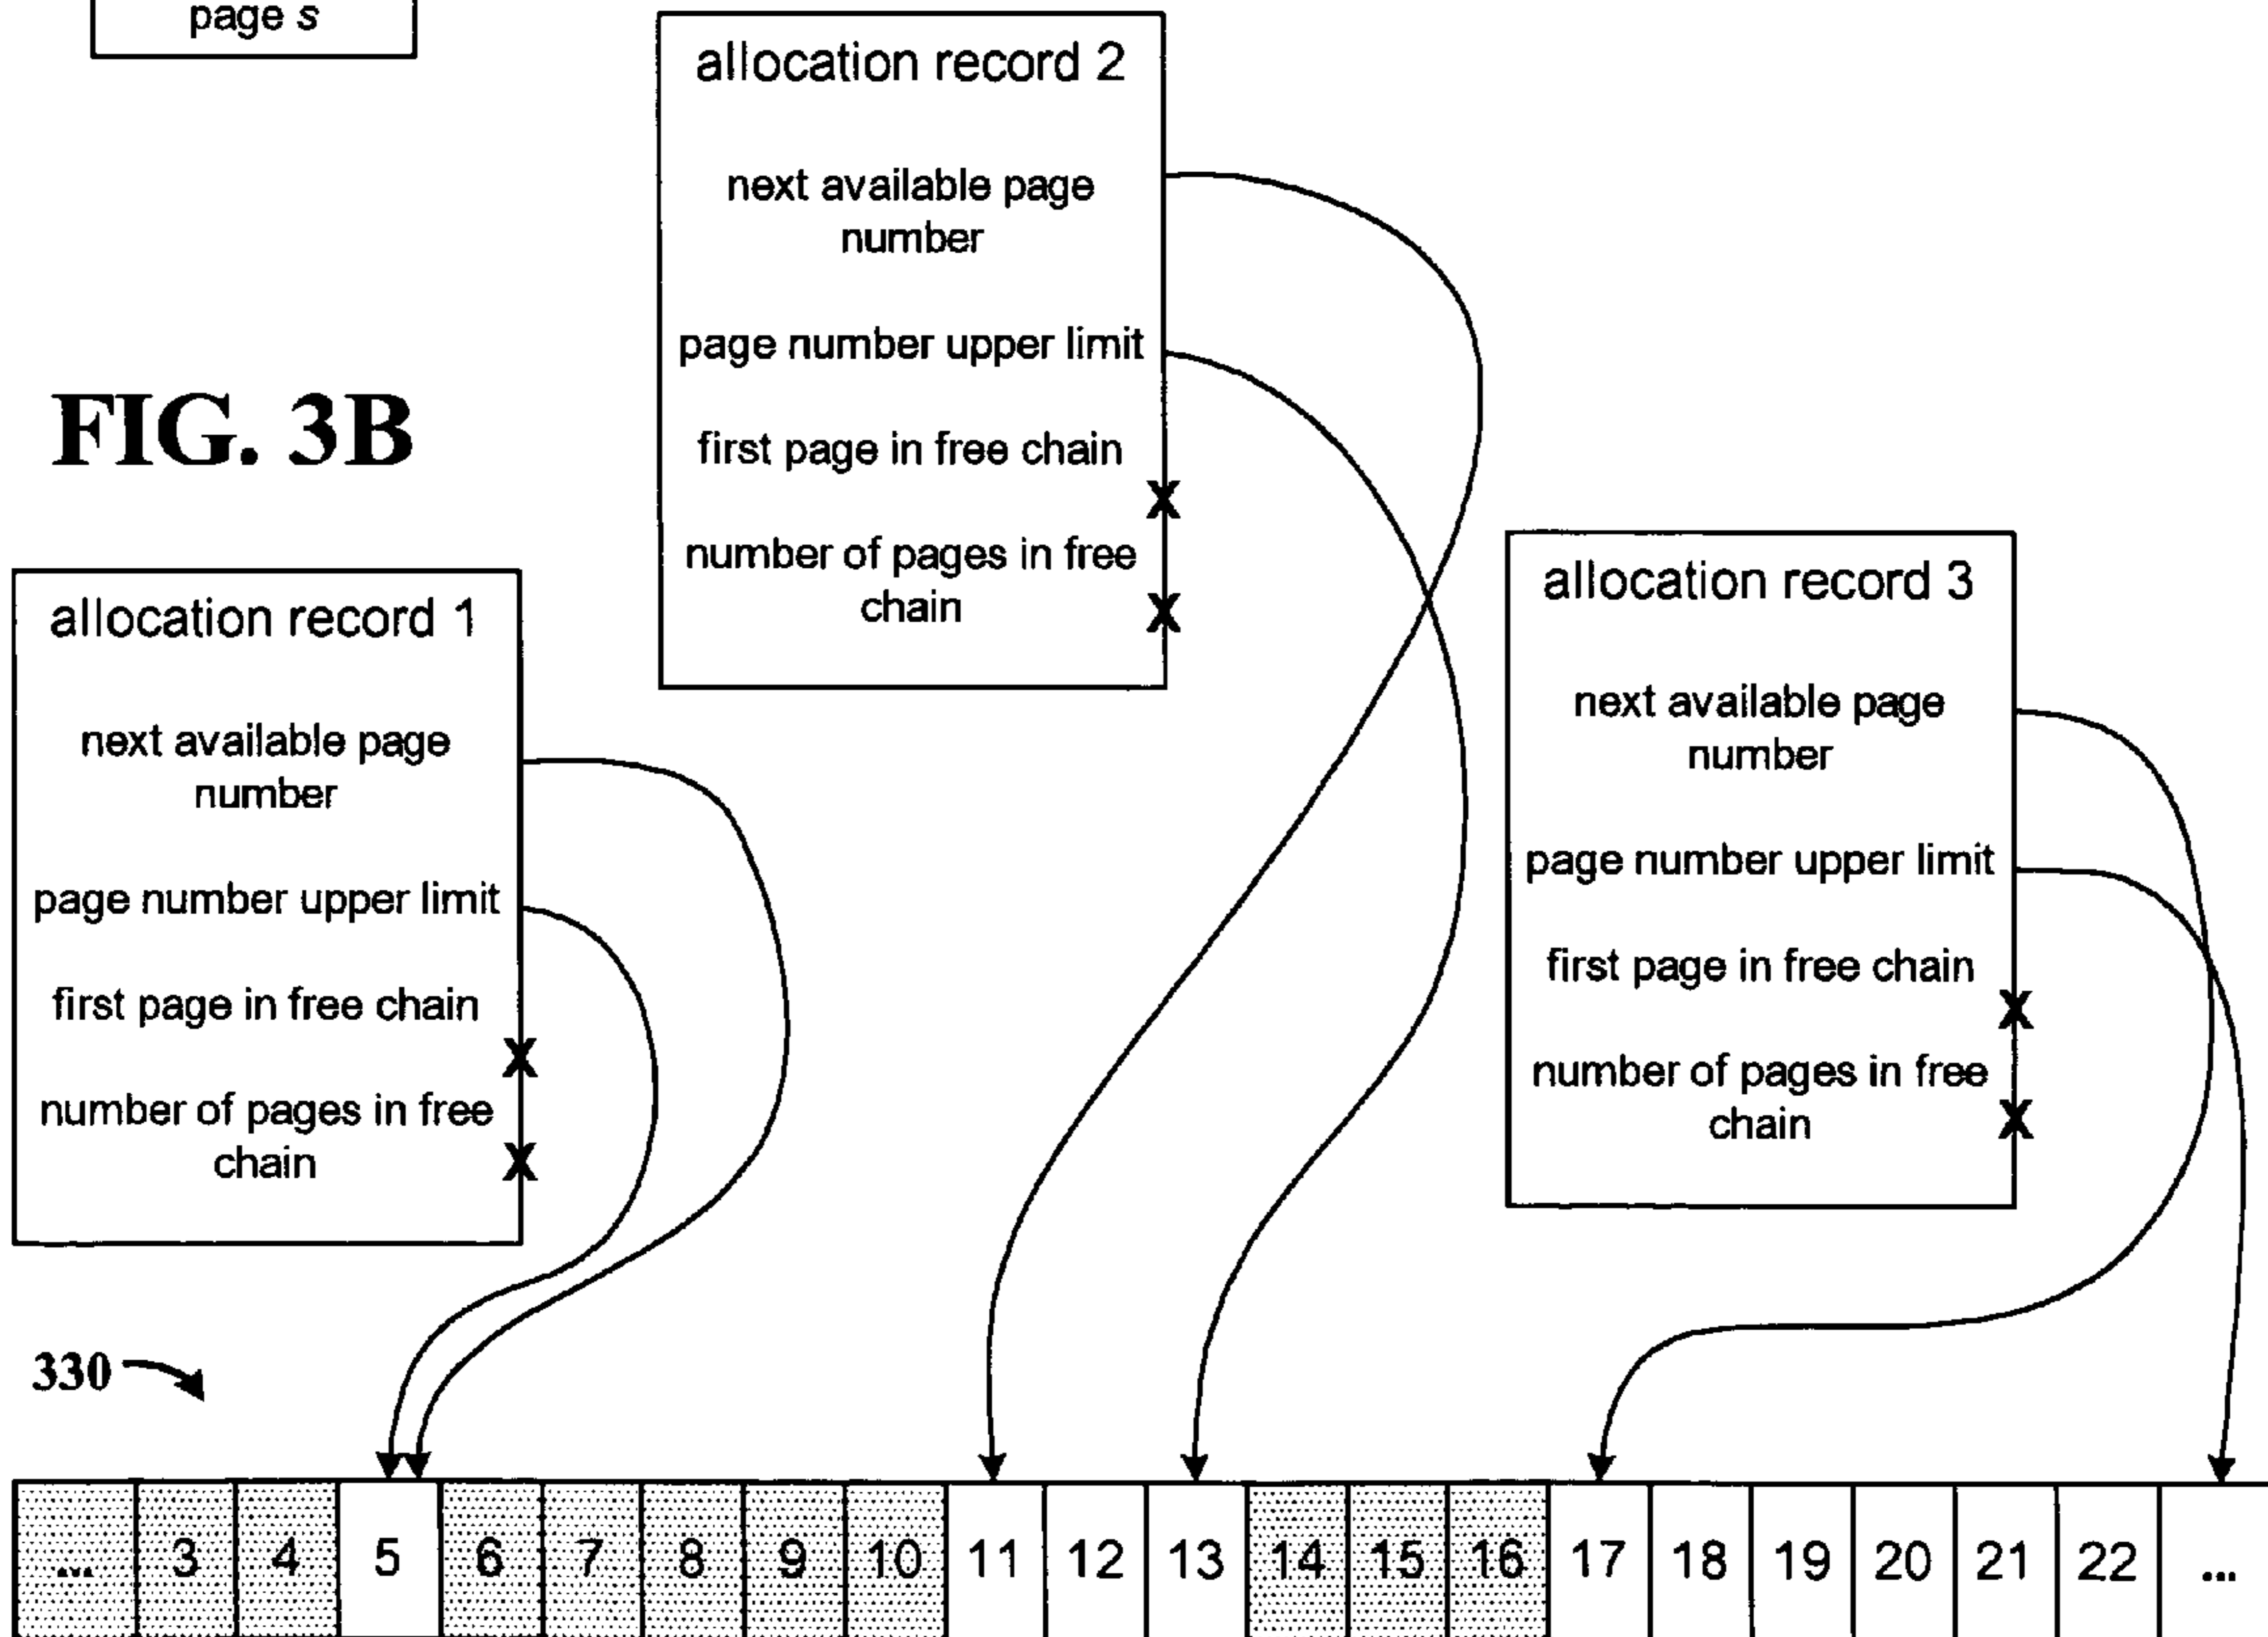 page s
allocation record 2
next available page
number
page number upper limit
first page in free chain
X
number of pages in free
chain
X
FIG. 3B
allocation record 1
next available page
number
page number upper limit
first page in free chain
X
number of pages in free
chain
X
allocation record 3
next available page
number
page number upper limit
first page in free chain
X
number of pages in free
chain
X
330
... 3 4 5 6 7 8 9 10 11 12 13 14 15 16 17 18 19 20 21 22 ...